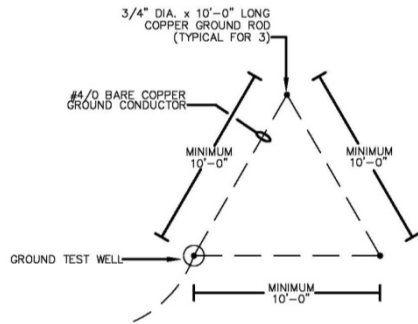 3/4" DIA. x 10'-0" LONG
COPPER GROUND ROD
(TYPICAL FOR 3)
#4/0 BARE COPPER
GROUND CONDUCTOR
MINIMUM
10'-0"
MINIMUM
10'-0"
GROUND TEST WELL
MINIMUM
10'-0"